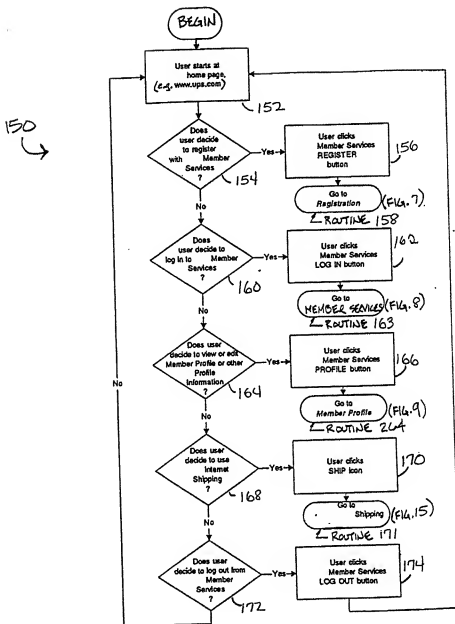 BEGIN
User starts at
home page,
(e.g. www.ups.com)
152
150
Does
user decide
to register
with Member
Services
?
154
Yes
User clicks
Member Services
REGISTER
button
156
Go to
Registration
(FIG. 7)
ROUTINE 158
No
Does
user decide to
log in to Member
Services
?
160
Yes
User clicks
Member Services
LOG IN button
162
Go to
MEMBER SERVICES
(FIG. 8)
ROUTINE 163
No
Does user
decide to view or edit
Member Profile or other
Profile
Information
?
164
Yes
User clicks
Member Services
PROFILE button
166
Go to
Member Profile
(FIG. 9)
ROUTINE 264
No
No
Does user
decide to use
Internet
Shipping
?
168
Yes
User clicks
SHIP Icon
170
Go to
Shipping
(FIG. 15)
ROUTINE 171
No
Does user
decide to log out from
Member
Services
?
172
Yes
User clicks
Member Services
LOG OUT button
174